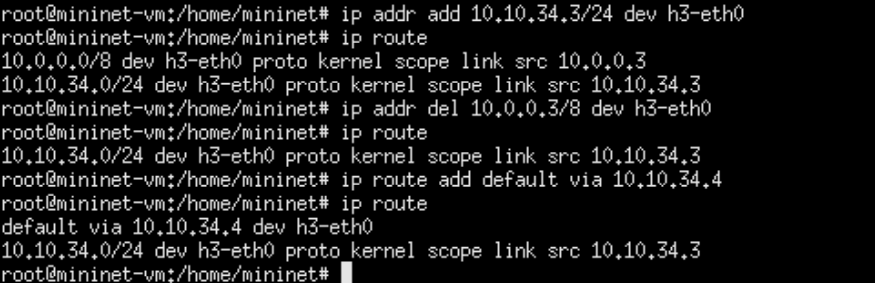 root@mininet-vm:/home/mininet# ip addr add 10.10.34.3/24 dev h3-eth0
root@mininet-vm:/home/mininet# ip route
10.0.0.0/8 dev h3-eth0 proto kernel scope link src 10.0.0.3
10.10.34.0/24 dev h3-eth0 proto kernel scope link src 10.10.34.3
root@mininet-vm:/home/mininet# ip addr del 10.0.0.3/8 dev h3-eth0
root@mininet-vm:/home/mininet# ip route
10.10.34.0/24 dev h3-eth0 proto kernel scope link src 10.10.34.3
root@mininet-vm:/home/mininet# ip route add default via 10.10.34.4
root@mininet-vm:/home/mininet# ip route
default via 10.10.34.4 dev h3-eth0
10.10.34.0/24 dev h3-eth0 proto kernel scope link src 10.10.34.3
root@mininet-vm:/home/mininet#